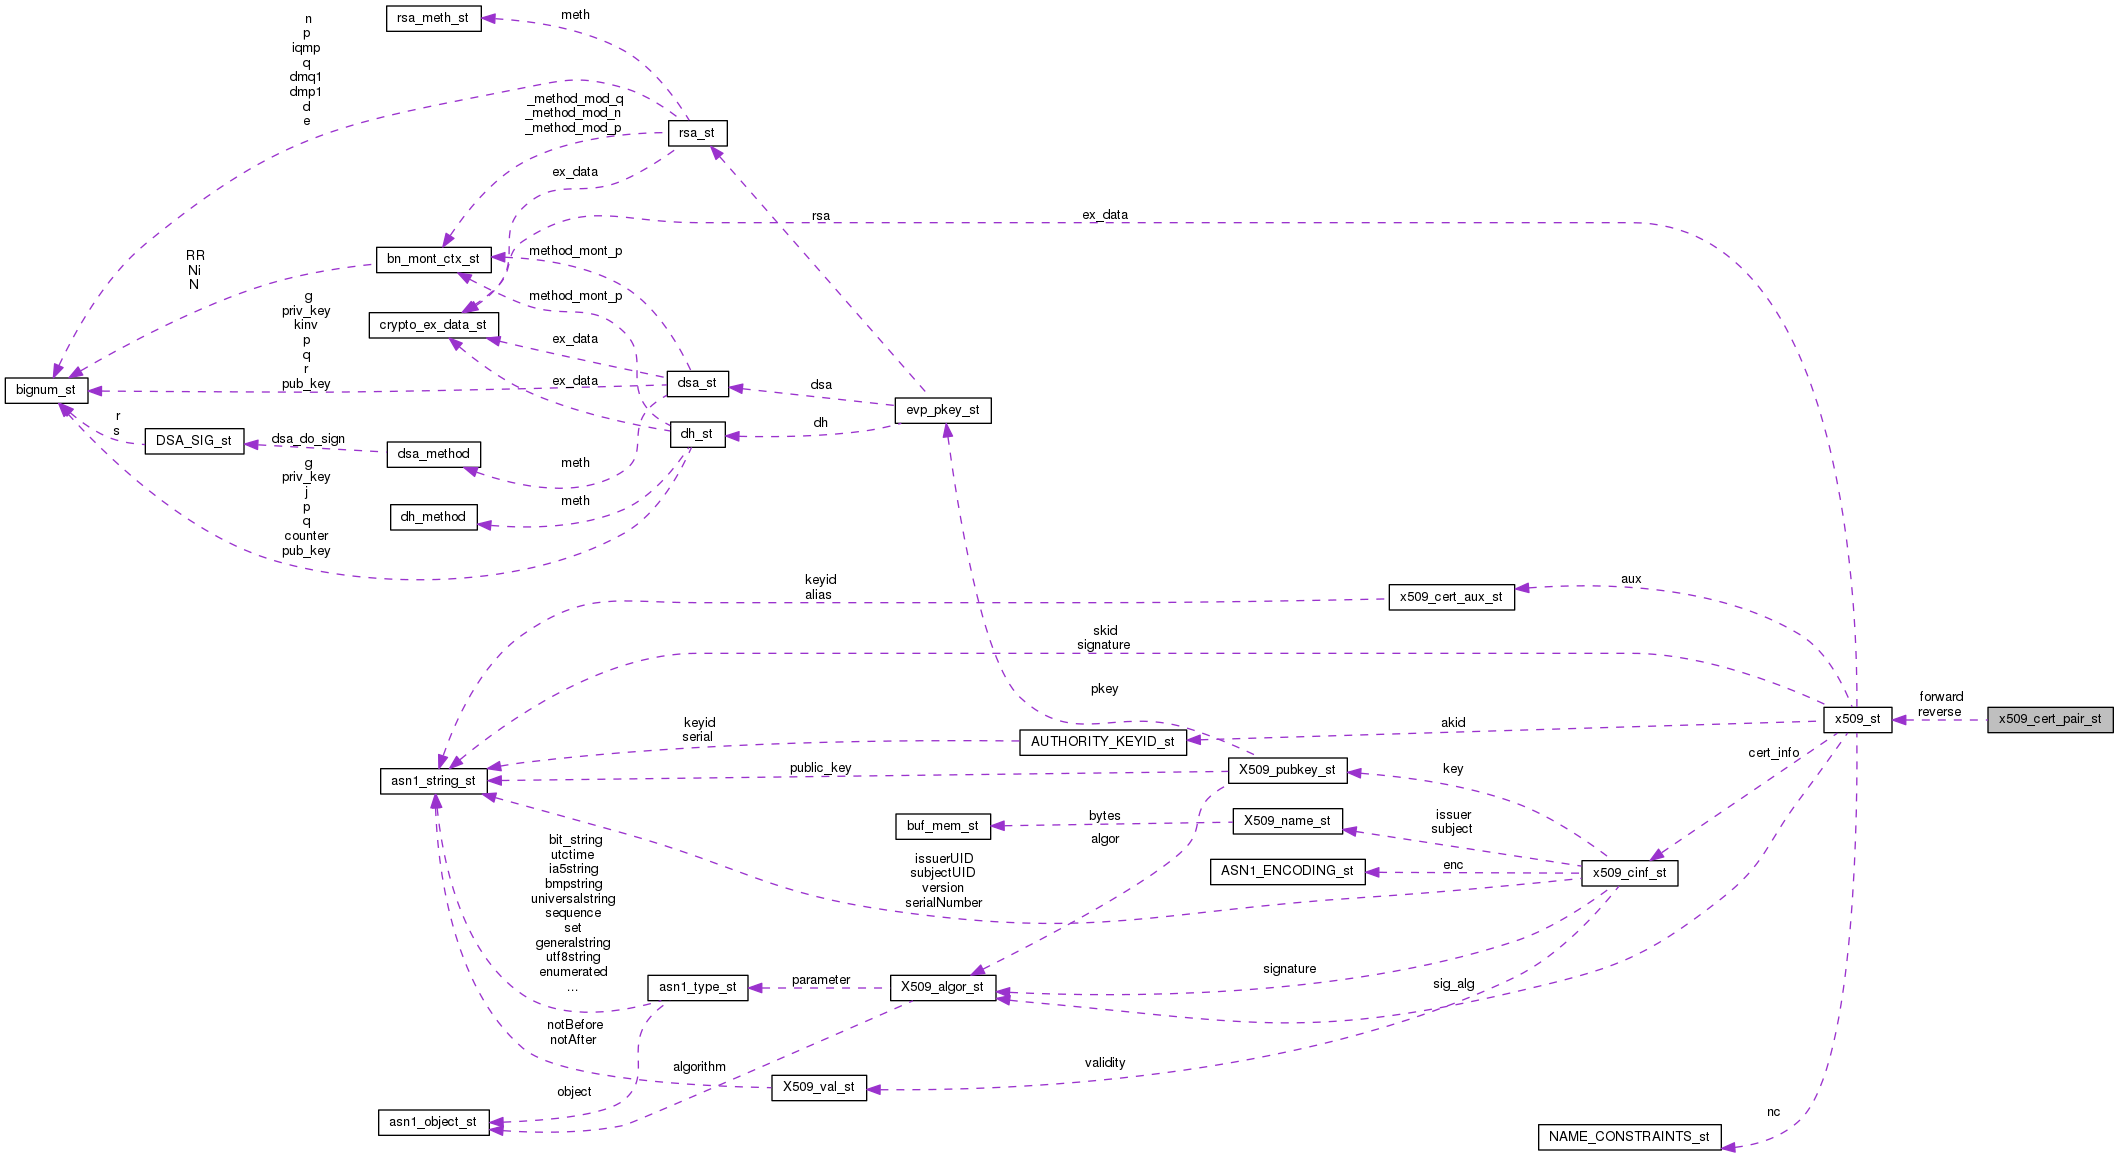 rsa_meth_st
meth
n
p
iqmp
q
dmq1
dmp1
d
e
_method_mod_q
_method_mod_n
_method_mod_p
rsa_st
ex_data
rsa
ex_data
RR
Ni
N
bn_mont_ctx_st
method_mont_p
method_mont_p
crypto_ex_data_st
g
priv_key
kinv
p
q
r
pub_key
ex_data
ex_data
bignum_st
dsa_st
dsa
evp_pkey_st
r
s
DSA_SIG_st
dsa_do_sign
dsa_method
dh_st
dh
meth
g
priv_key
j
p
q
counter
pub_key
dh_method
meth
keyid
alias
x509_cert_aux_st
aux
skid
signature
pkey
forward
reverse
x509_st
x509_cert_pair_st
keyid
serial
AUTHORITY_KEYID_st
akid
cert_info
asn1_string_st
public_key
X509_pubkey_st
key
buf_mem_st
bytes
X509_name_st
issuer
subject
algor
ASN1_ENCODING_st
enc
x509_cinf_st
issuerUID
subjectUID
version
serialNumber
bit_string
utctime
ia5string
bmpstring
universalstring
sequence
set
generalstring
utf8string
enumerated
...
asn1_type_st
parameter
X509_algor_st
signature
sig_alg
notBefore
notAfter
algorithm
X509_val_st
validity
object
asn1_object_st
nc
NAME_CONSTRAINTS_st